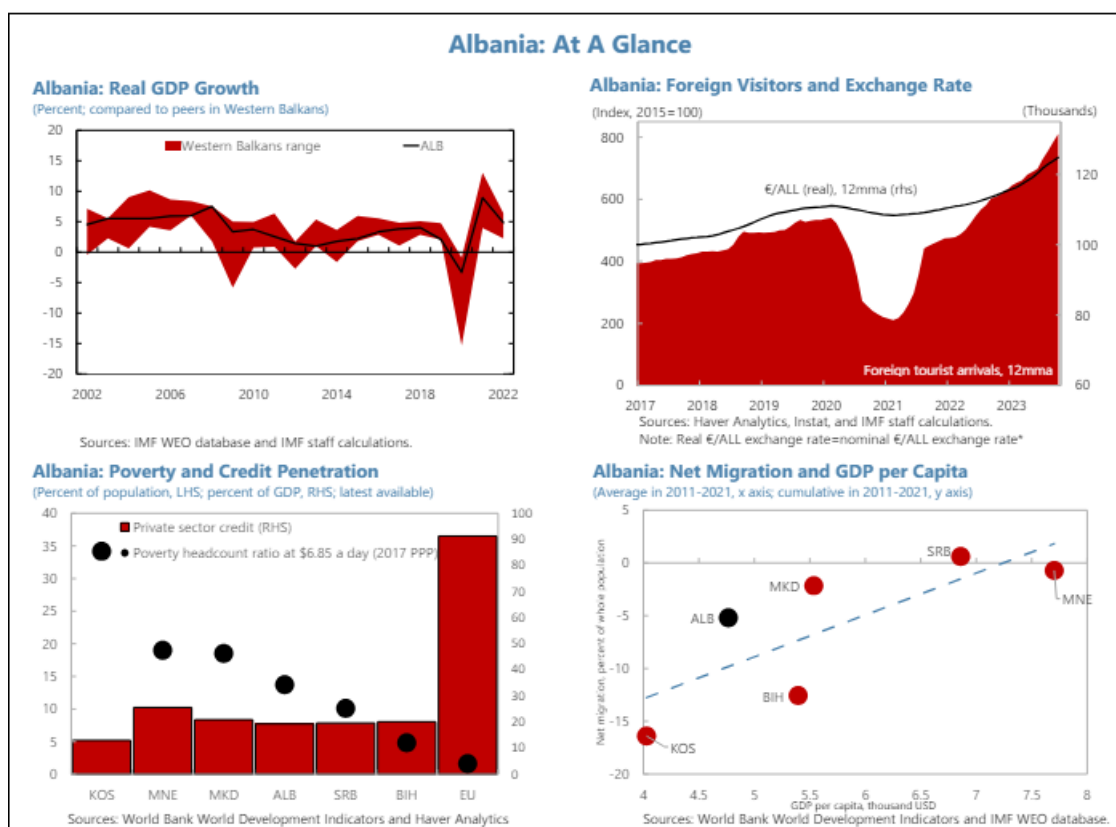 Albania: At A Glance
Albania: Real GDP Growth
(Percent; compared to peers in Western Balkans)
20
15
10
5
0
-5
-10
-15
-20
Western Balkans range
ALB
2002 2006 2010 2014 2018 2022
Sources: IMF WEO database and IMF staff calculations.
Albania: Foreign Visitors and Exchange Rate
(Index, 2015=100) (Thousands)
800
600
400
200
0
120
100
80
60
€/ALL (real), 12mma (rhs)
Foreign tourist arrivals, 12mma
2017 2018 2019 2020 2021 2022 2023
Sources: Haver Analytics, Instat, and IMF staff calculations.
Note: Real €/ALL exchange rate=nominal €/ALL exchange rate*
Albania: Poverty and Credit Penetration
(Percent of population, LHS; percent of GDP, RHS; latest available)
40
35
30
25
20
15
10
5
0
100
90
80
70
60
50
40
30
20
10
0
Private sector credit (RHS)
Poverty headcount ratio at $6.85 a day (2017 PPP)
KOS MNE MKD ALB SRB BIH EU
Sources: World Bank World Development Indicators and Haver Analytics
Albania: Net Migration and GDP per Capita
(Average in 2011-2021, x axis; cumulative in 2011-2021, y axis)
Net migration, percent of whole population
5
0
-5
-10
-15
-20
SRB
MNE
MKD
ALB
BIH
KOS
4 4.5 5 5.5 6 6.5 7 7.5 8
GDP per capita, thousand USD
Sources: World Bank World Development Indicators and IMF WEO database.